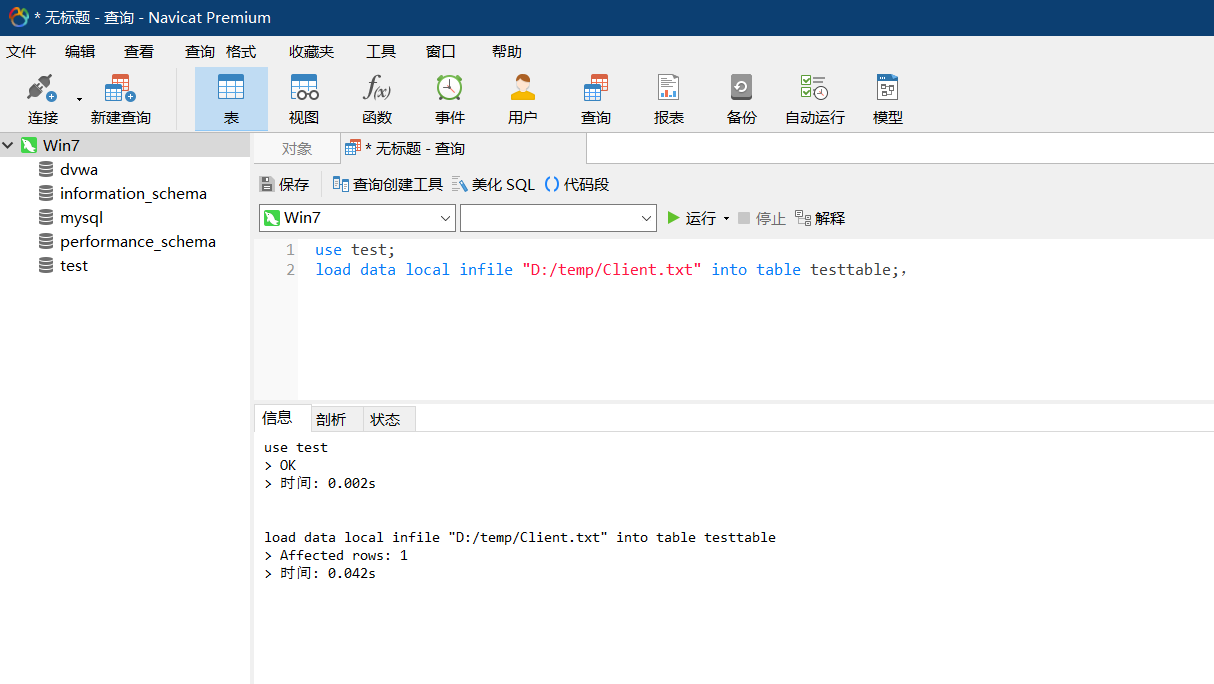 * 无标题 - 查询 - Navicat Premium
文件 编辑 查看 查询 格式 收藏夹 工具 窗口 帮助
连接 新建查询 表 视图 函数 事件 用户 查询 报表 备份 自动运行 模型
f(x)
Win7
dvwa
information_schema
mysql
performance_schema
test
对象 * 无标题 - 查询
保存 查询创建工具 美化 SQL () 代码段
Win7 运行 停止 解释
1 use test;
2 load data local infile "D:/temp/Client.txt" into table testtable;，
信息 剖析 状态
use test
> OK
> 时间: 0.002s
load data local infile "D:/temp/Client.txt" into table testtable
> Affected rows: 1
> 时间: 0.042s